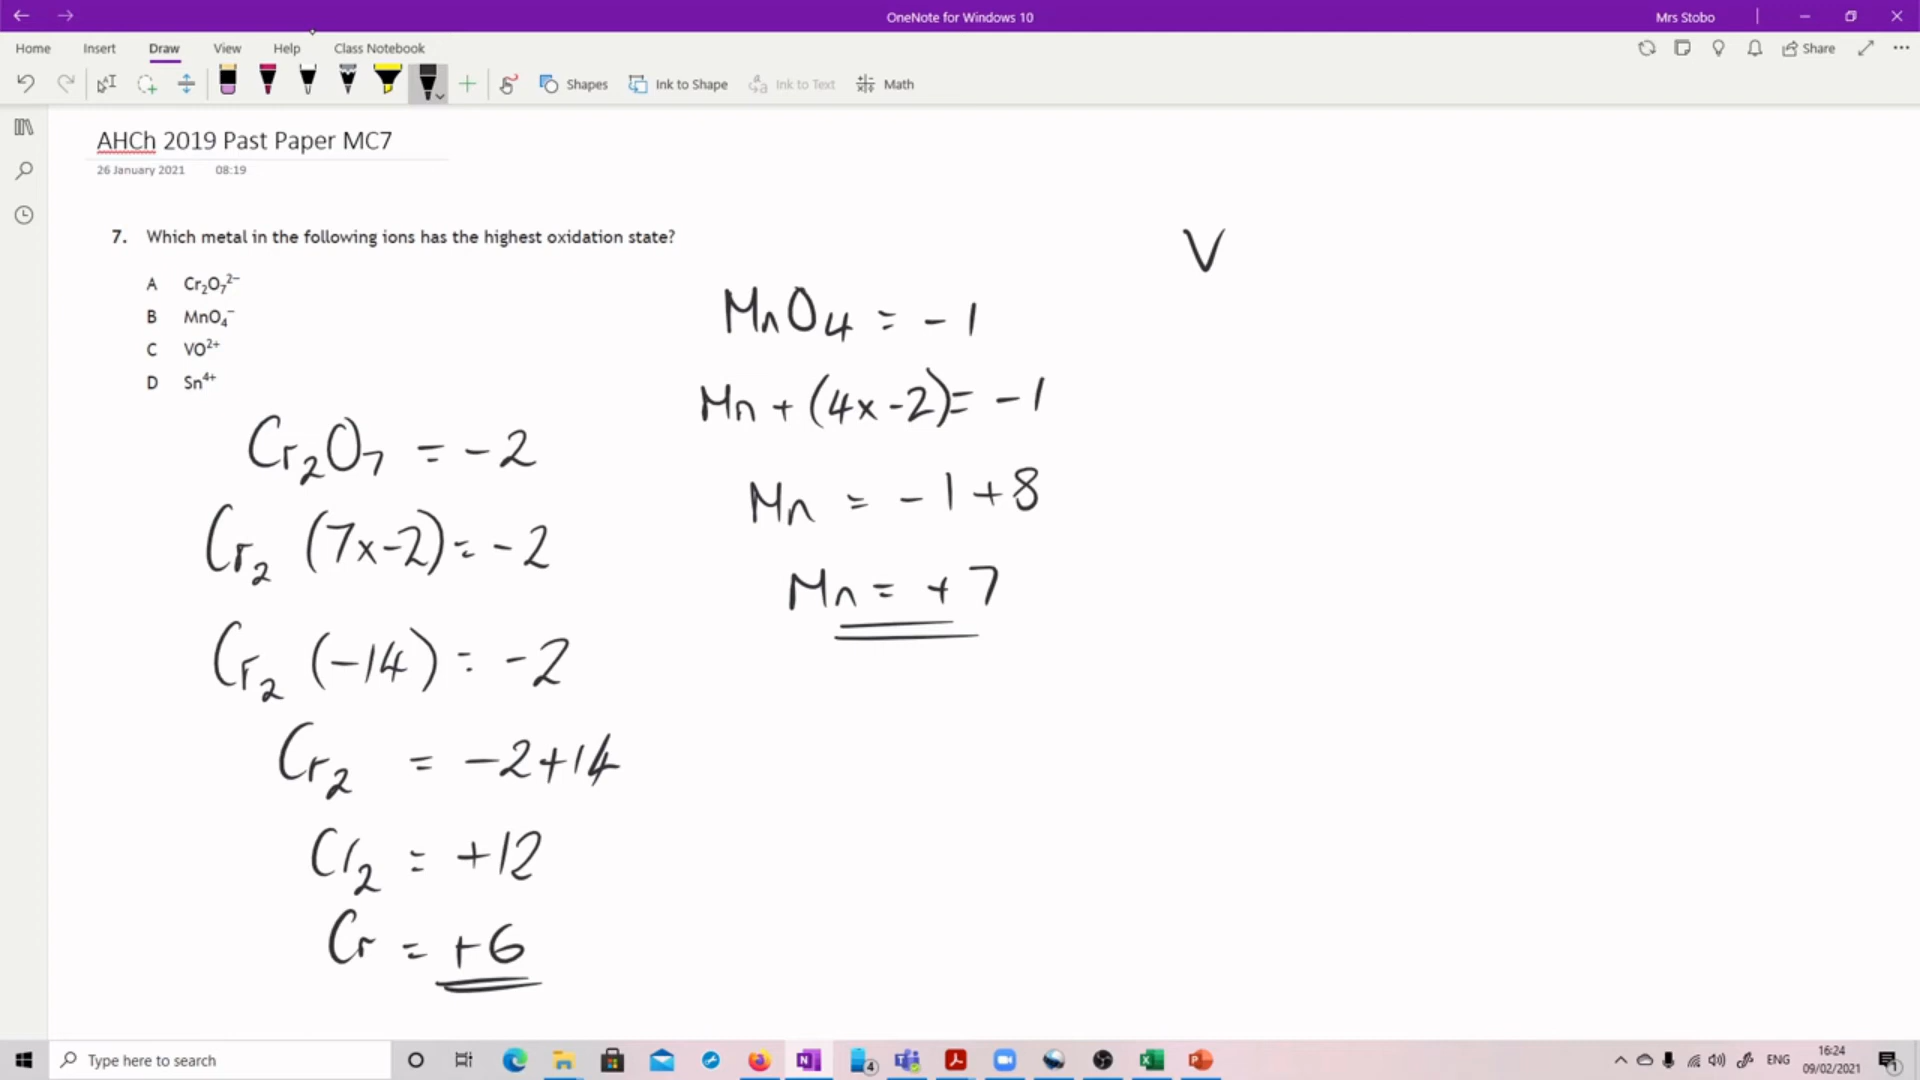 OneNote for Windows 10
Mrs Stobo
Home Insert Draw View Help Class Notebook
Share
Shapes Ink to Shape Ink to Text Math
AHCh 2019 Past Paper MC7
26 January 2021 08:19
7. Which metal in the following ions has the highest oxidation state?
A Cr₂O₇²⁻
B MnO₄⁻
C VO²⁺
D Sn⁴⁺
Cr₂O₇ = -2
Cr₂ (7x-2) = -2
Cr₂ (-14) = -2
Cr₂ = -2+14
Cr₂ = +12
Cr = +6
MnO₄ = -1
Mn + (4x-2) = -1
Mn = -1+8
Mn = +7
V
Type here to search
4
ENG
16:24
09/02/2021
1